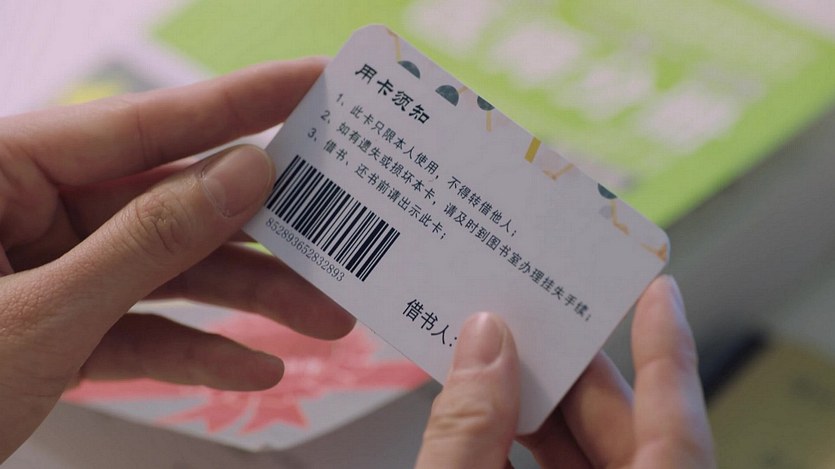 用卡须知
1、此卡只限本人使用，不得转借他人；
2、如有遗失或损坏本卡，请及时到图书室办理挂失手续；
3、借书、还书前请出示此卡；
852893652832893
借书人：